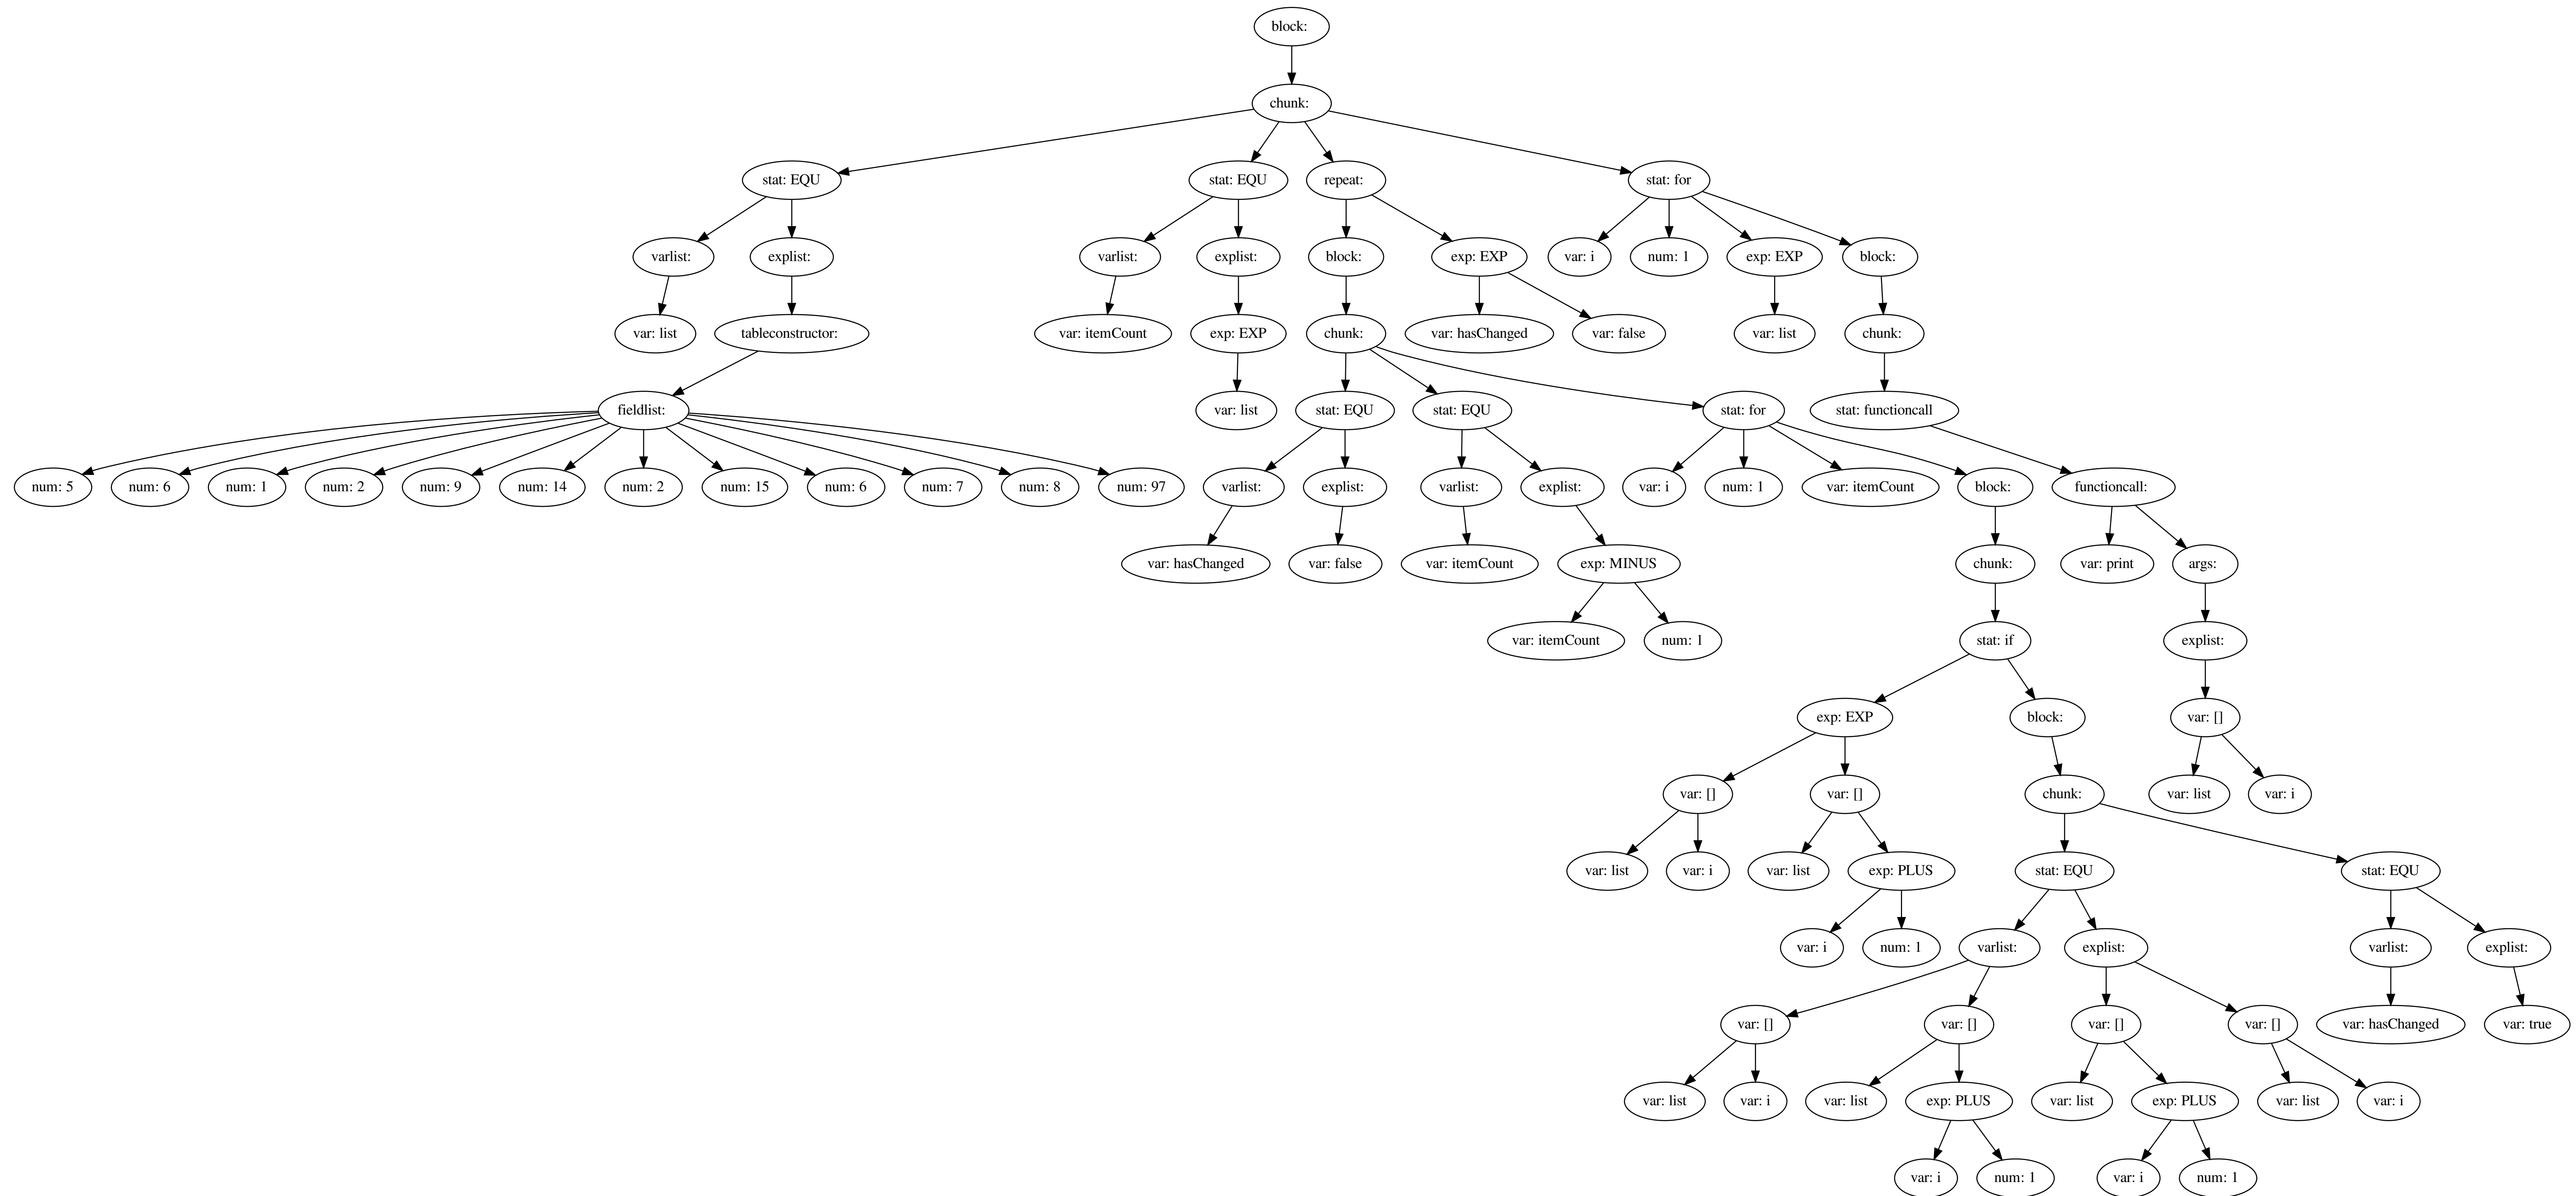 block:
chunk:
stat: EQU
stat: EQU
repeat:
stat: for
varlist:
explist:
varlist:
explist:
block:
exp: EXP
var: i
num: 1
exp: EXP
block:
var: list
tableconstructor:
var: itemCount
exp: EXP
chunk:
var: hasChanged
var: false
var: list
chunk:
fieldlist:
var: list
stat: EQU
stat: EQU
stat: for
stat: functioncall
num: 5
num: 6
num: 1
num: 2
num: 9
num: 14
num: 2
num: 15
num: 6
num: 7
num: 8
num: 97
varlist:
explist:
varlist:
explist:
var: i
num: 1
var: itemCount
block:
functioncall:
var: hasChanged
var: false
var: itemCount
exp: MINUS
chunk:
var: print
args:
var: itemCount
num: 1
stat: if
explist:
exp: EXP
block:
var: []
var: []
var: []
chunk:
var: list
var: i
var: list
var: i
var: list
exp: PLUS
stat: EQU
stat: EQU
var: i
num: 1
varlist:
explist:
varlist:
explist:
var: []
var: []
var: []
var: []
var: hasChanged
var: true
var: list
var: i
var: list
exp: PLUS
var: list
exp: PLUS
var: list
var: i
var: i
num: 1
var: i
num: 1